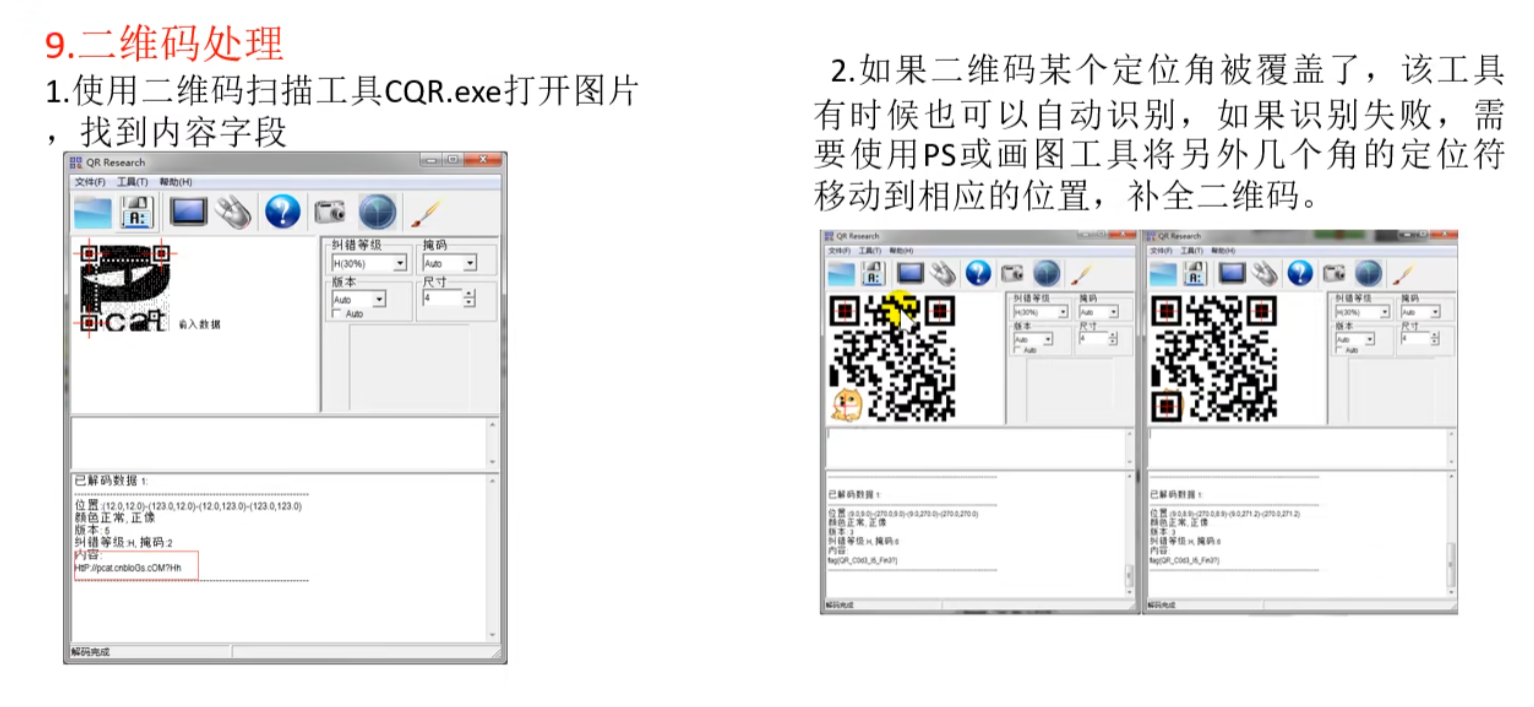 9.二维码处理
1.使用二维码扫描工具CQR.exe打开图片
，找到内容字段
QR Research
文件(F) 工具(T) 帮助(H)
纠错等级 掩码
H(30%) Auto
版本 尺寸
Auto 4
Auto
cat
输入数据
已解码数据 1:
位置:(12.0,12.0)-(123.0,12.0)-(12.0,123.0)-(123.0,123.0)
颜色正常, 正像
版本: 5
纠错等级:H, 掩码:2
内容:
HttP://pcat.cnbloGs.cOM?Hh
解码完成
2.如果二维码某个定位角被覆盖了，该工具
有时候也可以自动识别，如果识别失败，需
要使用PS或画图工具将另外几个角的定位符
移动到相应的位置，补全二维码。
QR Research
文件(F) 工具(T) 帮助(H)
纠错等级 掩码
H(30%) Auto
版本 尺寸
Auto 4
Auto
已解码数据 1:
位置:(9.0,9.0)-(270.0,9.0)-(9.0,270.0)-(270.0,270.0)
颜色正常, 正像
版本: 3
纠错等级:H, 掩码:6
内容:
解码完成
QR Research
文件(F) 工具(T) 帮助(H)
纠错等级 掩码
H(30%) Auto
版本 尺寸
Auto 4
Auto
已解码数据 1:
位置:(8.9,8.9)-(270.0,8.9)-(9.0,271.2)-(270.0,271.2)
颜色正常, 正像
版本: 3
纠错等级:H, 掩码:6
内容:
解码完成